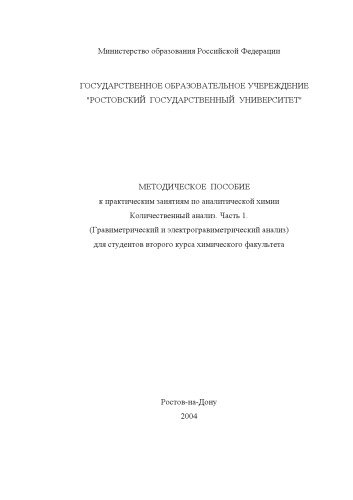 Министерство образования Российской Федерации
ГОСУДАРСТВЕННОЕ ОБРАЗОВАТЕЛЬНОЕ УЧЕРЕЖДЕНИЕ
"РОСТОВСКИЙ ГОСУДАРСТВЕННЫЙ УНИВЕРСИТЕТ"
МЕТОДИЧЕСКОЕ ПОСОБИЕ
к практическим занятиям по аналитической химии
Количественный анализ. Часть 1.
(Гравиметрический и электрогравиметрический анализ)
для студентов второго курса химического факультета
Ростов-на-Дону
2004